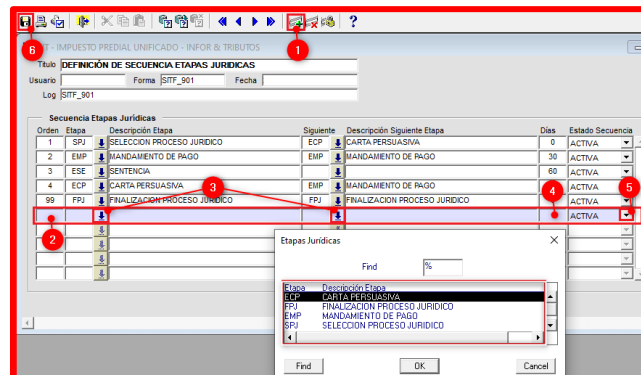 6
1
IT - IMPUESTO PREDIAL UNIFICADO - INFOR & TRIBUTOS
Título DEFINICIÓN DE SECUENCIA ETAPAS JURIDICAS
Usuario Forma SITF_901 Fecha
Log SITF_901
Secuencia Etapas Jurídicas
Orden Etapa Descripción Etapa Siguiente Descripción Siguiente Etapa Días Estado Secuencia
1 SPJ SELECCION PROCESO JURIDICO ECP CARTA PERSUASIVA 0 ACTIVA
2 EMP MANDAMIENTO DE PAGO EMP MANDAMIENTO DE PAGO 30 ACTIVA
3 ESE SENTENCIA 60 ACTIVA
4 ECP CARTA PERSUASIVA EMP MANDAMIENTO DE PAGO ACTIVA
99 FPJ FINALIZACION PROCESO JURIDICO FPJ FINALIZACION PROCESO JURIDICO ACTIVA
ACTIVA
3
4
5
2
Etapas Jurídicas
Find %
Etapa Descripción Etapa
ECP CARTA PERSUASIVA
FPJ FINALIZACION PROCESO JURIDICO
EMP MANDAMIENTO DE PAGO
SPJ SELECCION PROCESO JURIDICO
Find OK Cancel